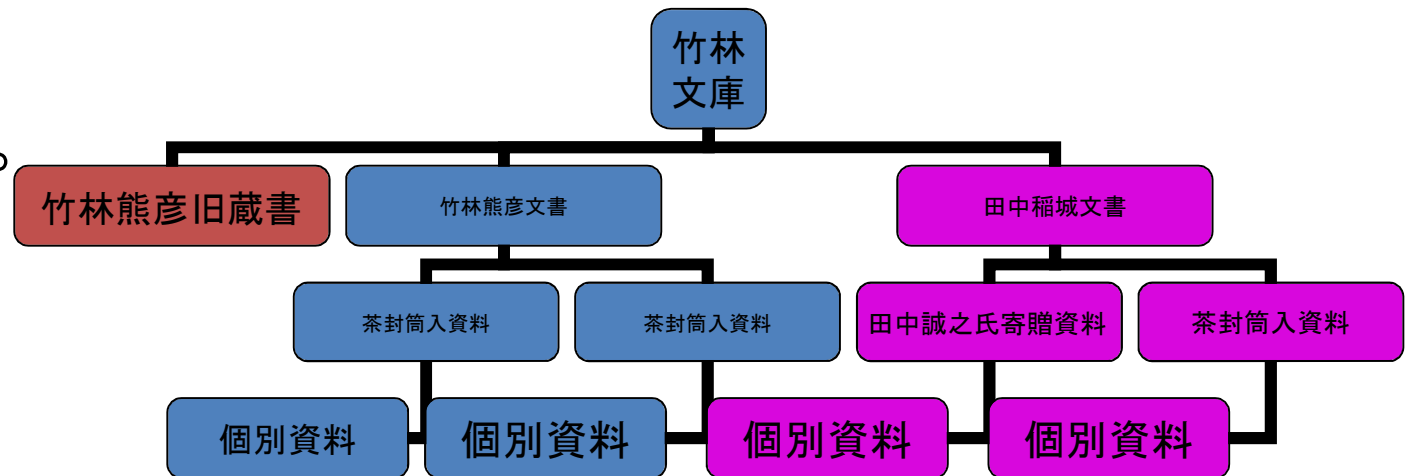 竹林
文庫
竹林熊彦旧蔵書
竹林熊彦文書
田中稲城文書
茶封筒入資料
茶封筒入資料
田中誠之氏寄贈資料
茶封筒入資料
個別資料
個別資料
個別資料
個別資料